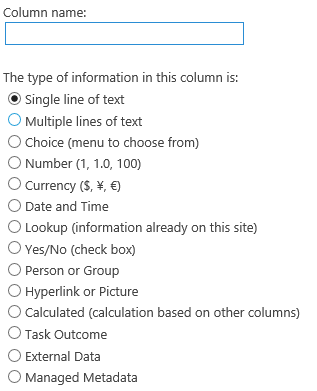 Column name:
The type of information in this column is:
Single line of text
Multiple lines of text
Choice (menu to choose from)
Number (1, 1.0, 100)
Currency ($, ¥, €)
Date and Time
Lookup (information already on this site)
Yes/No (check box)
Person or Group
Hyperlink or Picture
Calculated (calculation based on other columns)
Task Outcome
External Data
Managed Metadata